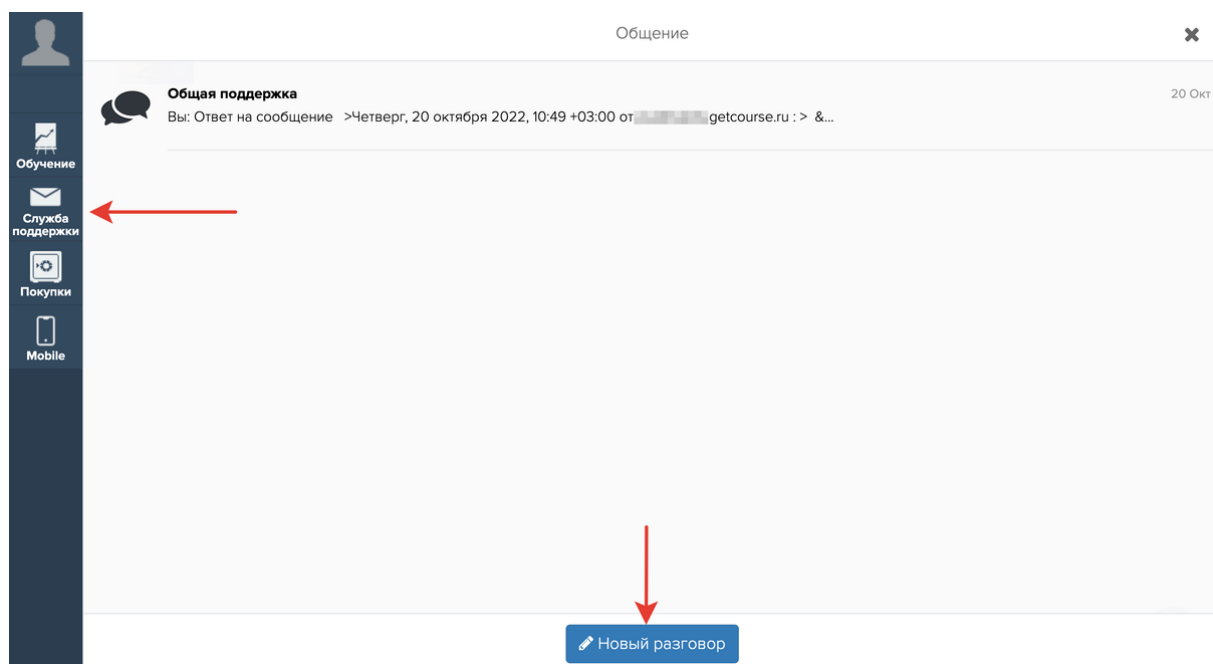 Общение
Общая поддержка
20 Окт
Вы: Ответ на сообщение >Четверг, 20 октября 2022, 10:49 +03:00 от getcourse.ru : > &...
Обучение
Служба
поддержки
Покупки
Mobile
Новый разговор